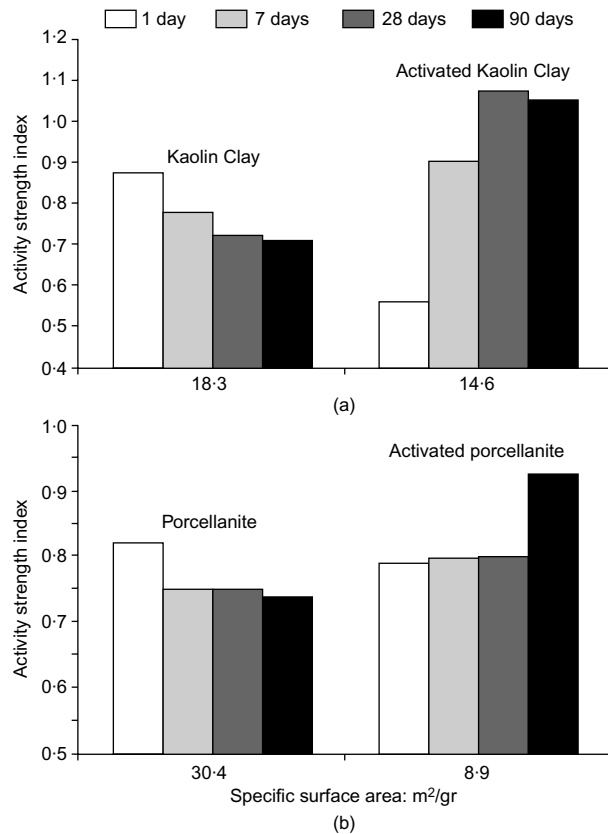 1 day 7 days 28 days 90 days
1·2
1·1
1·0
0·9
0·8
0·7
0·6
0·5
0·4
Activity strength index
Kaolin Clay
Activated Kaolin Clay
18·3 14·6
(a)
1·0
0·9
0·8
0·7
0·6
0·5
Activity strength index
Porcellanite
Activated porcellanite
30·4 8·9
Specific surface area: m²/gr
(b)